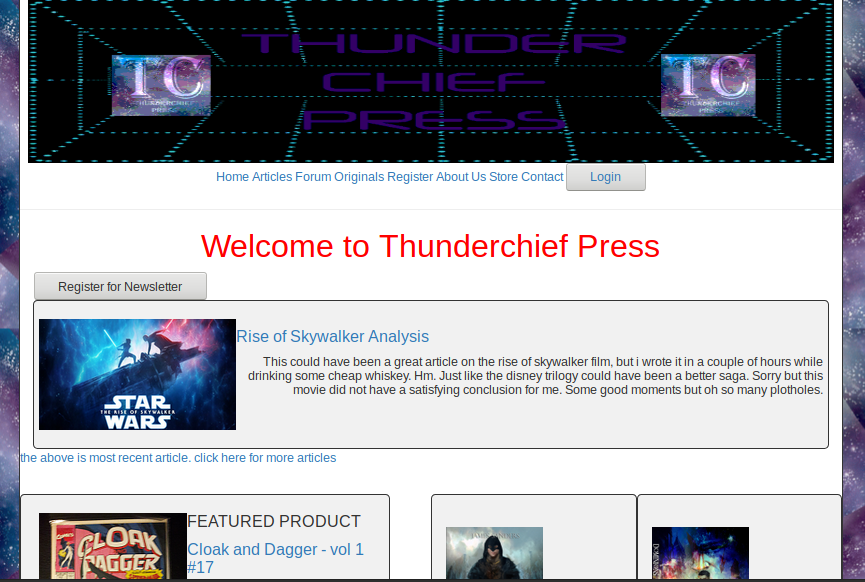 THUNDER
CHIEF
PRESS
TC
THUNDERCHIEF
PRESS
TC
THUNDERCHIEF
PRESS
Home Articles Forum Originals Register About Us Store Contact Login
Welcome to Thunderchief Press
Register for Newsletter
Rise of Skywalker Analysis
This could have been a great article on the rise of skywalker film, but i wrote it in a couple of hours while
drinking some cheap whiskey. Hm. Just like the disney trilogy could have been a better saga. Sorry but this
movie did not have a satisfying conclusion for me. Some good moments but oh so many plotholes.
STAR
THE RISE OF SKYWALKER
WARS
the above is most recent article. click here for more articles
CLOAK
DAGGER
FEATURED PRODUCT
Cloak and Dagger - vol 1
#17